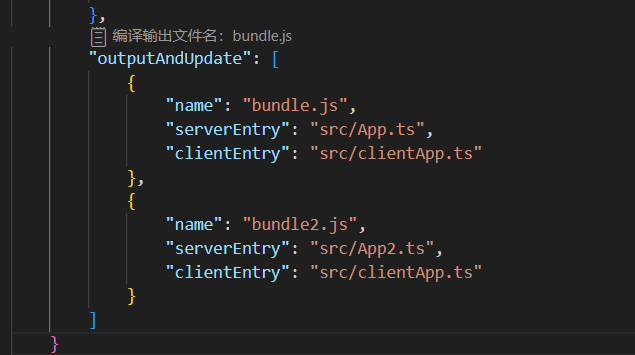 },
编译输出文件名：bundle.js
"outputAndUpdate": [
{
"name": "bundle.js",
"serverEntry": "src/App.ts",
"clientEntry": "src/clientApp.ts"
},
{
"name": "bundle2.js",
"serverEntry": "src/App2.ts",
"clientEntry": "src/clientApp.ts"
}
]
}